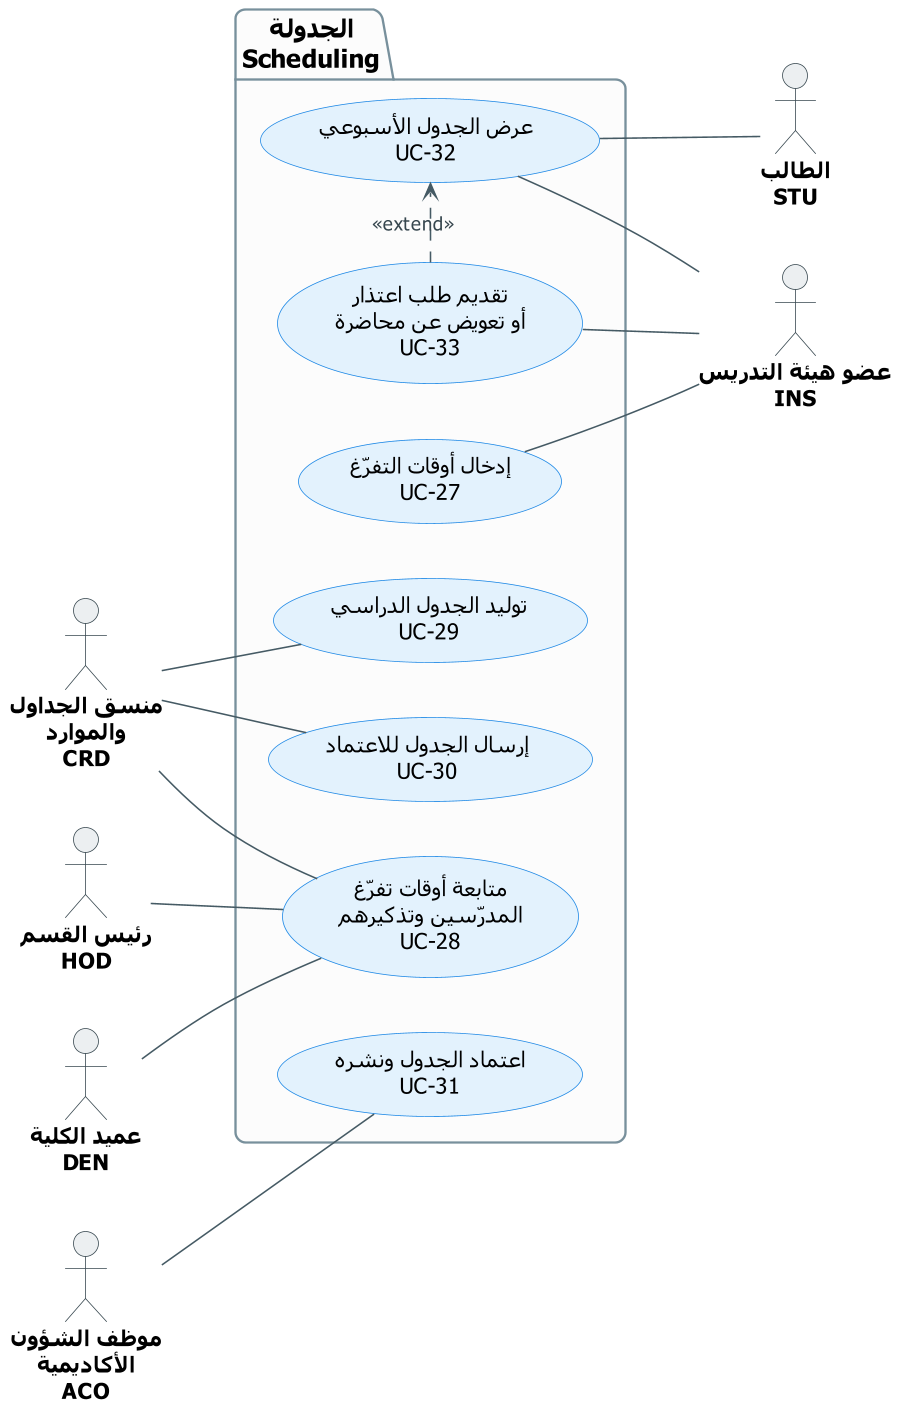 الجدولة
Scheduling
عرض الجدول الأسبوعي
UC-32
«extend»
تقديم طلب اعتذار
أو تعويض عن محاضرة
UC-33
إدخال أوقات التفرّغ
UC-27
توليد الجدول الدراسي
UC-29
إرسال الجدول للاعتماد
UC-30
متابعة أوقات تفرّغ
المدرّسين وتذكيرهم
UC-28
اعتماد الجدول ونشره
UC-31
الطالب
STU
عضو هيئة التدريس
INS
منسق الجداول
والموارد
CRD
رئيس القسم
HOD
عميد الكلية
DEN
موظف الشؤون
الأكاديمية
ACO